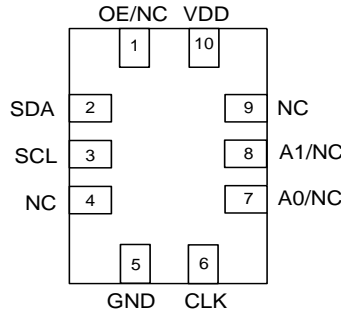 OE/NC VDD
1 10
SDA 2 9 NC
SCL 3 8 A1/NC
NC 4 7 A0/NC
5 6
GND CLK